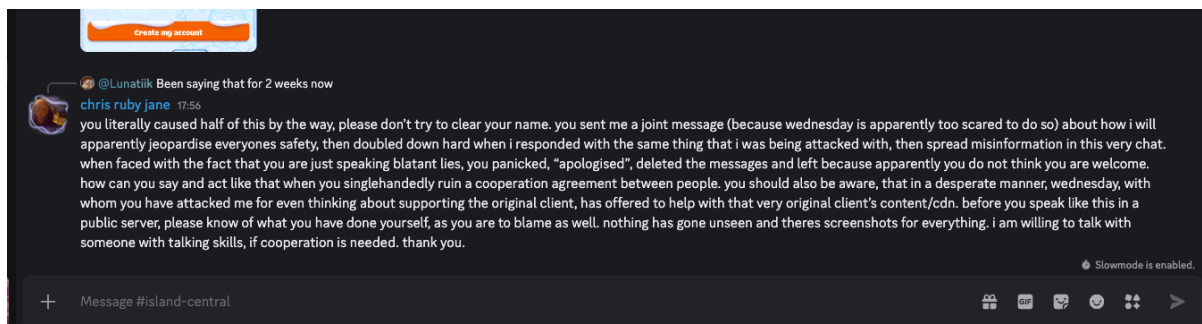 Create my account
@Lunatiik Been saying that for 2 weeks now
chris ruby jane 17:56
you literally caused half of this by the way, please don't try to clear your name. you sent me a joint message (because wednesday is apparently too scared to do so) about how i will
apparently jeopardise everyones safety, then doubled down hard when i responded with the same thing that i was being attacked with, then spread misinformation in this very chat.
when faced with the fact that you are just speaking blatant lies, you panicked, “apologised”, deleted the messages and left because apparently you do not think you are welcome.
how can you say and act like that when you singlehandedly ruin a cooperation agreement between people. you should also be aware, that in a desperate manner, wednesday, with
whom you have attacked me for even thinking about supporting the original client, has offered to help with that very original client's content/cdn. before you speak like this in a
public server, please know of what you have done yourself, as you are to blame as well. nothing has gone unseen and theres screenshots for everything. i am willing to talk with
someone with talking skills, if cooperation is needed. thank you.
Slowmode is enabled.
Message #island-central
GIF